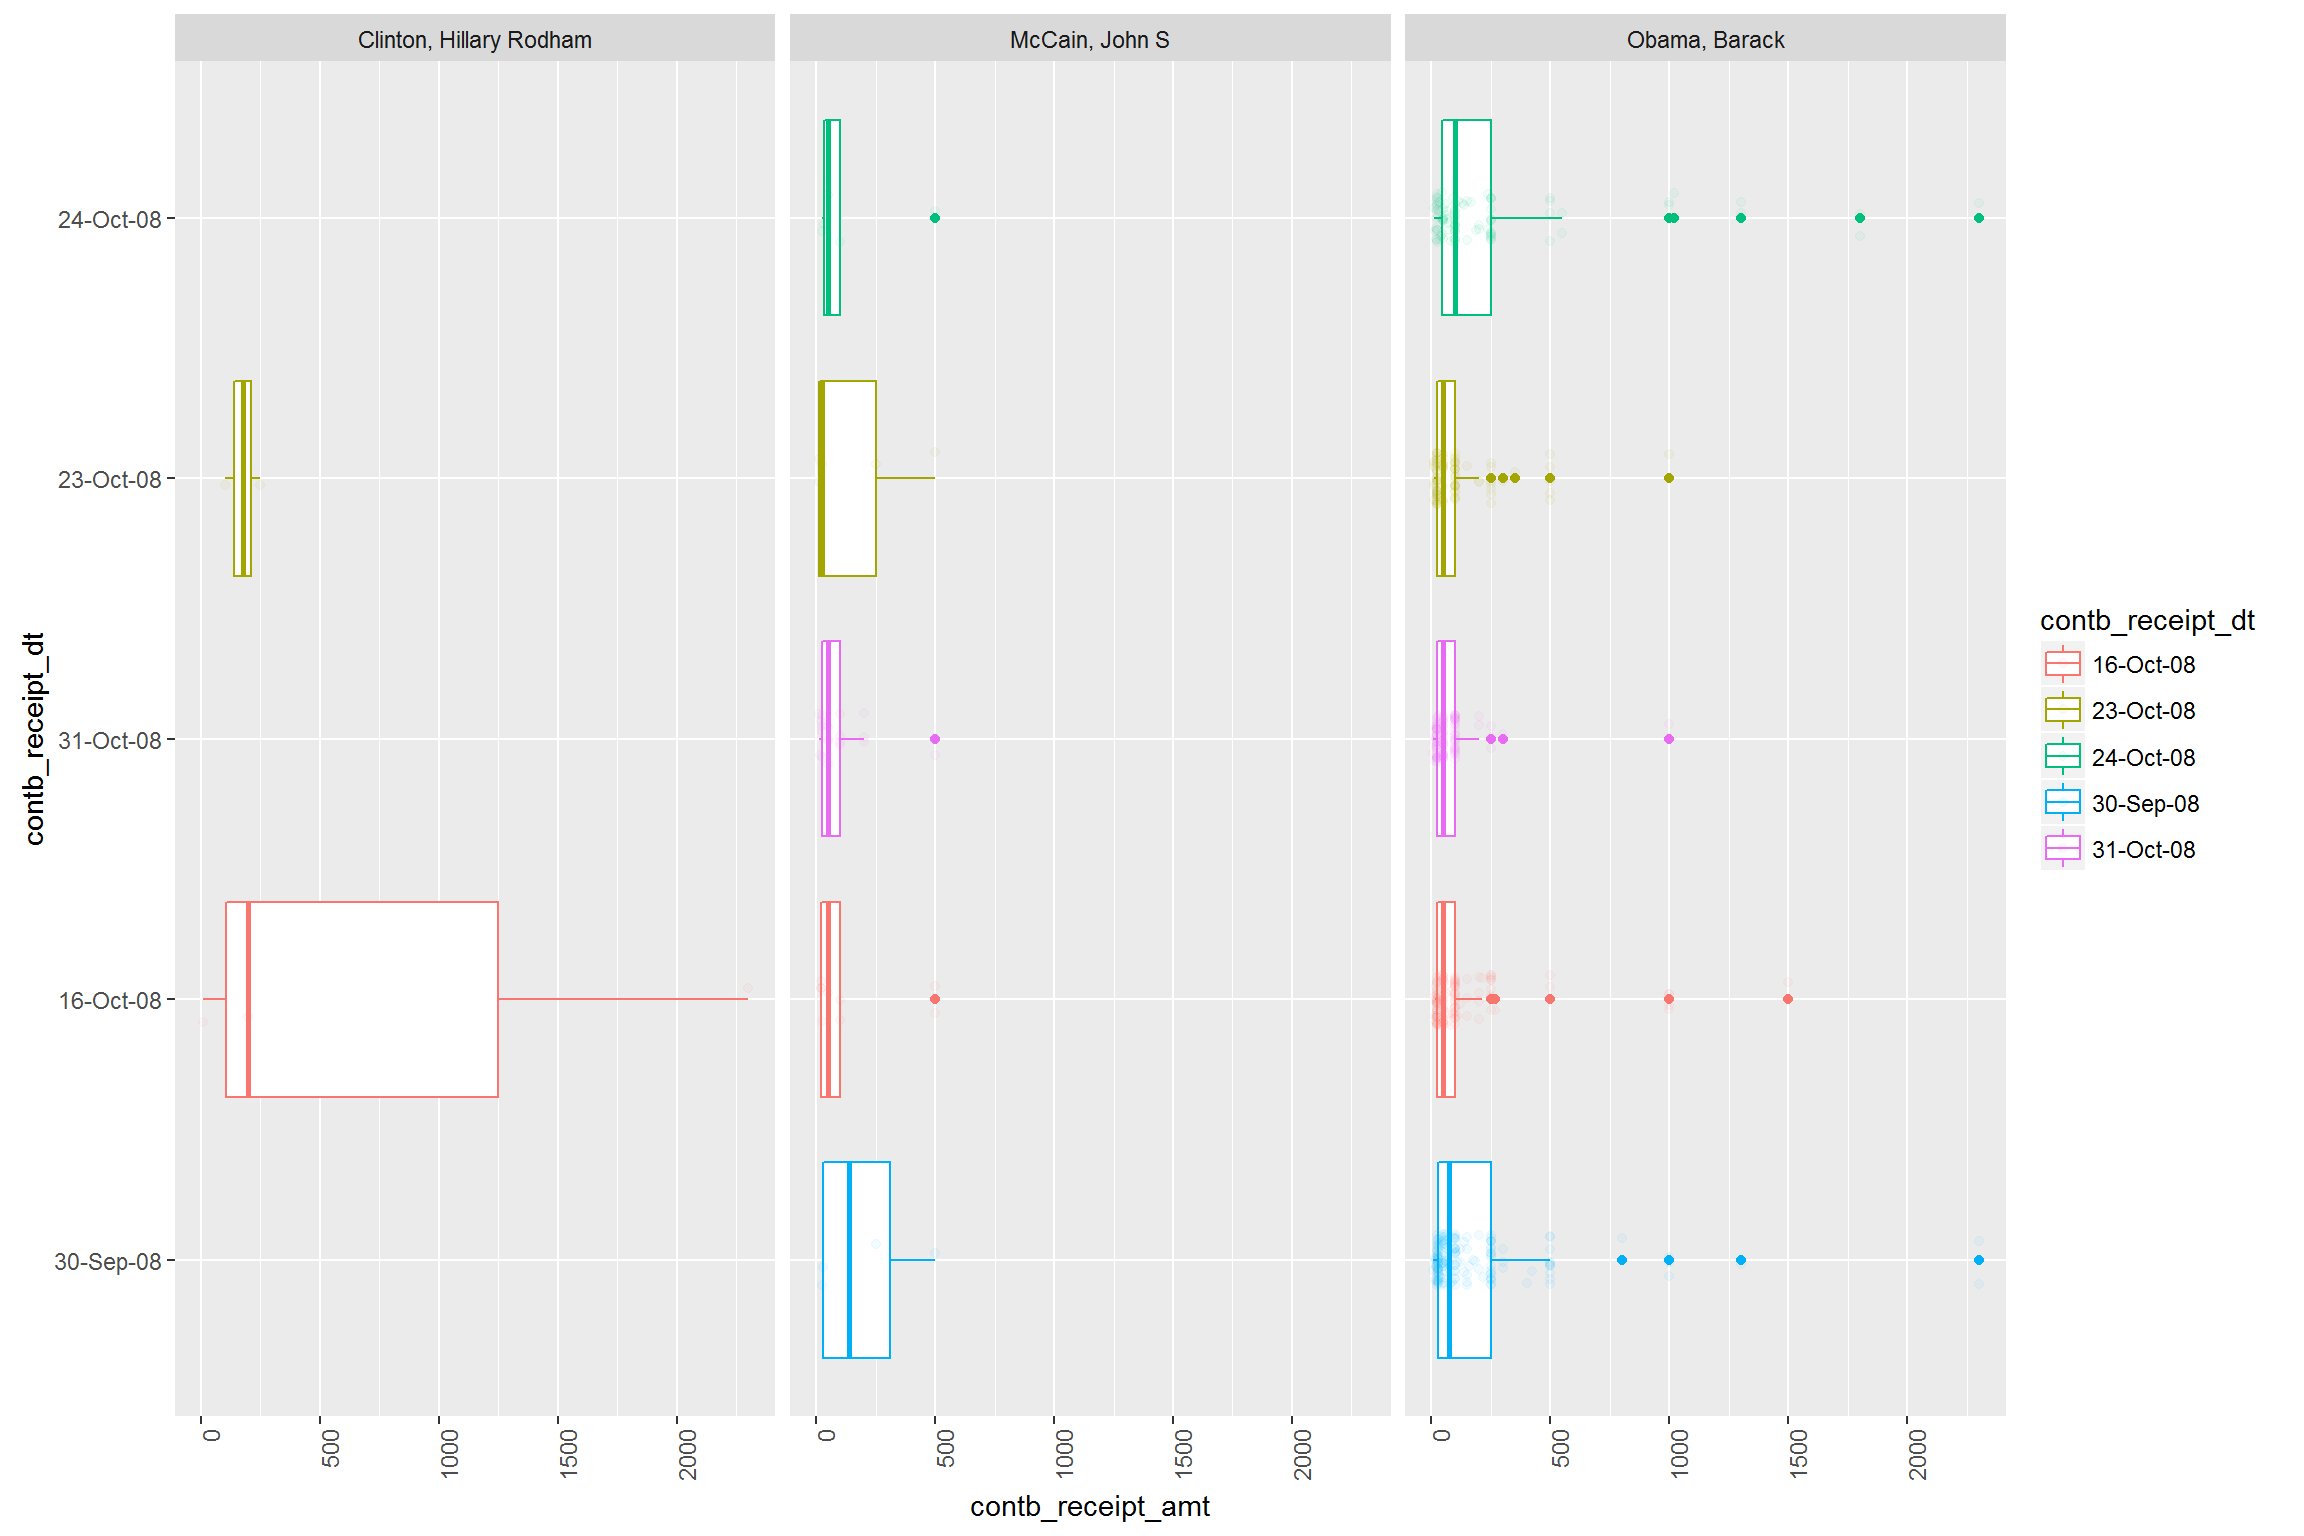 Clinton, Hillary Rodham
McCain, John S
Obama, Barack
24-Oct-08
23-Oct-08
31-Oct-08
16-Oct-08
30-Sep-08
contb_receipt_dt
0
500
1000
1500
2000
0
500
1000
1500
2000
0
500
1000
1500
2000
contb_receipt_amt
contb_receipt_dt
16-Oct-08
23-Oct-08
24-Oct-08
30-Sep-08
31-Oct-08